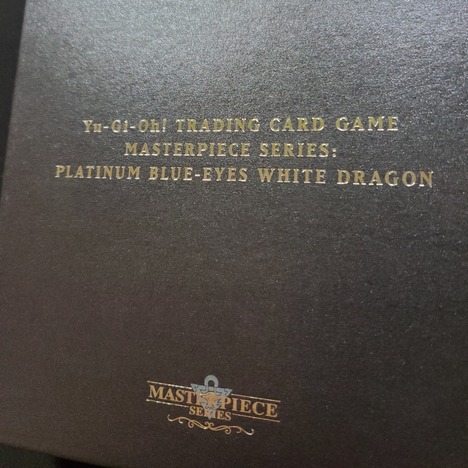 Yu-Gi-Oh! TRADING CARD GAME
MASTERPIECE SERIES:
PLATINUM BLUE-EYES WHITE DRAGON
MASTERPIECE
SERIES